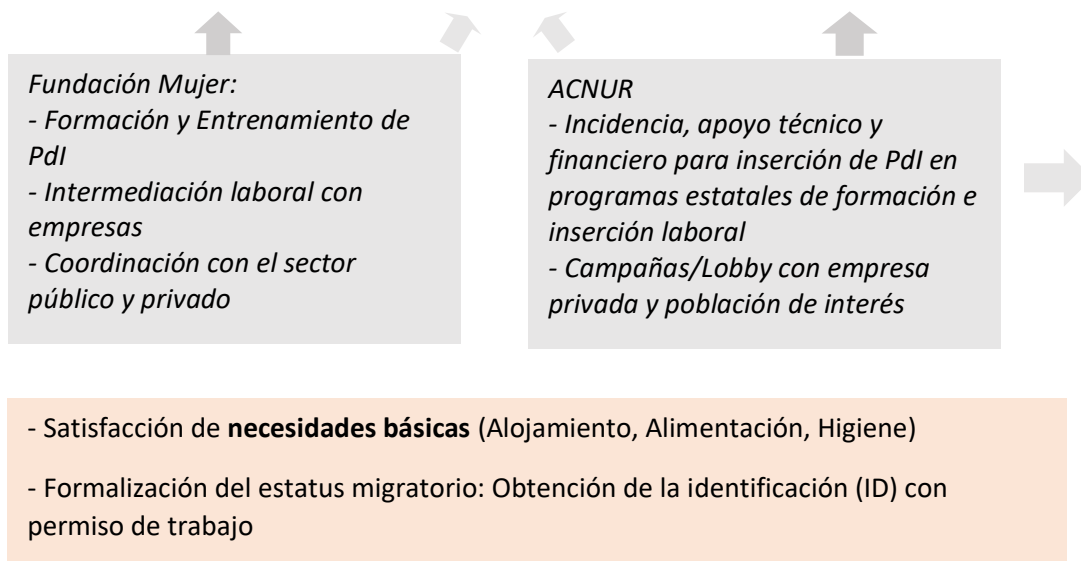 Fundación Mujer:
- Formación y Entrenamiento de
PdI
- Intermediación laboral con
empresas
- Coordinación con el sector
público y privado
ACNUR
- Incidencia, apoyo técnico y
financiero para inserción de PdI en
programas estatales de formación e
inserción laboral
- Campañas/Lobby con empresa
privada y población de interés
- Satisfacción de necesidades básicas (Alojamiento, Alimentación, Higiene)
- Formalización del estatus migratorio: Obtención de la identificación (ID) con
permiso de trabajo